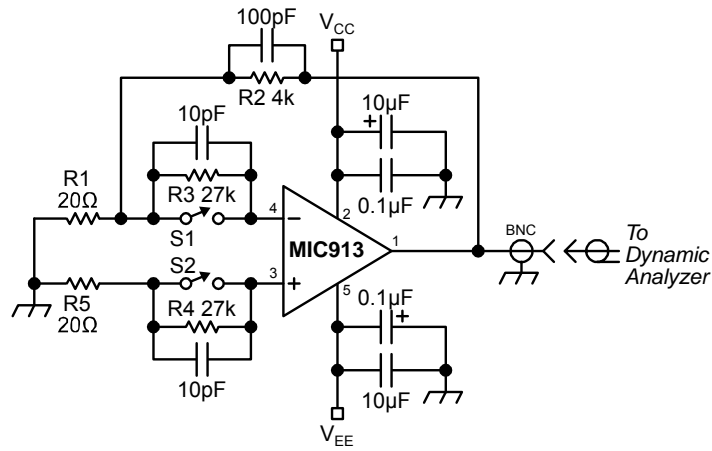 100pF
V_CC
R2 4k
10pF
10µF
+
R1
20Ω
R3 27k
0.1µF
4
−
2
S1
MIC913
1
BNC
To
Dynamic
Analyzer
S2
3
+
5
R5
20Ω
R4 27k
0.1µF
+
10pF
10µF
V_EE